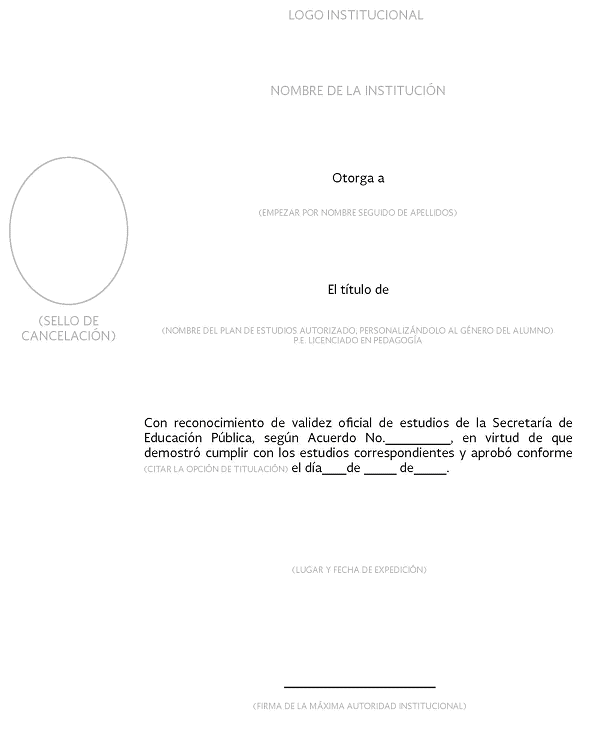 LOGO INSTITUCIONAL
NOMBRE DE LA INSTITUCIÓN
Otorga a
(EMPEZAR POR NOMBRE SEGUIDO DE APELLIDOS)
El título de
(SELLO DE
CANCELACIÓN)
(NOMBRE DEL PLAN DE ESTUDIOS AUTORIZADO, PERSONALIZÁNDOLO AL GÉNERO DEL ALUMNO)
P.E. LICENCIADO EN PEDAGOGÍA
Con reconocimiento de validez oficial de estudios de la Secretaría de
Educación Pública, según Acuerdo No.__________, en virtud de que
demostró cumplir con los estudios correspondientes y aprobó conforme
(CITAR LA OPCIÓN DE TITULACIÓN) el día____de _____ de_____.
(LUGAR Y FECHA DE EXPEDICIÓN)
(FIRMA DE LA MÁXIMA AUTORIDAD INSTITUCIONAL)